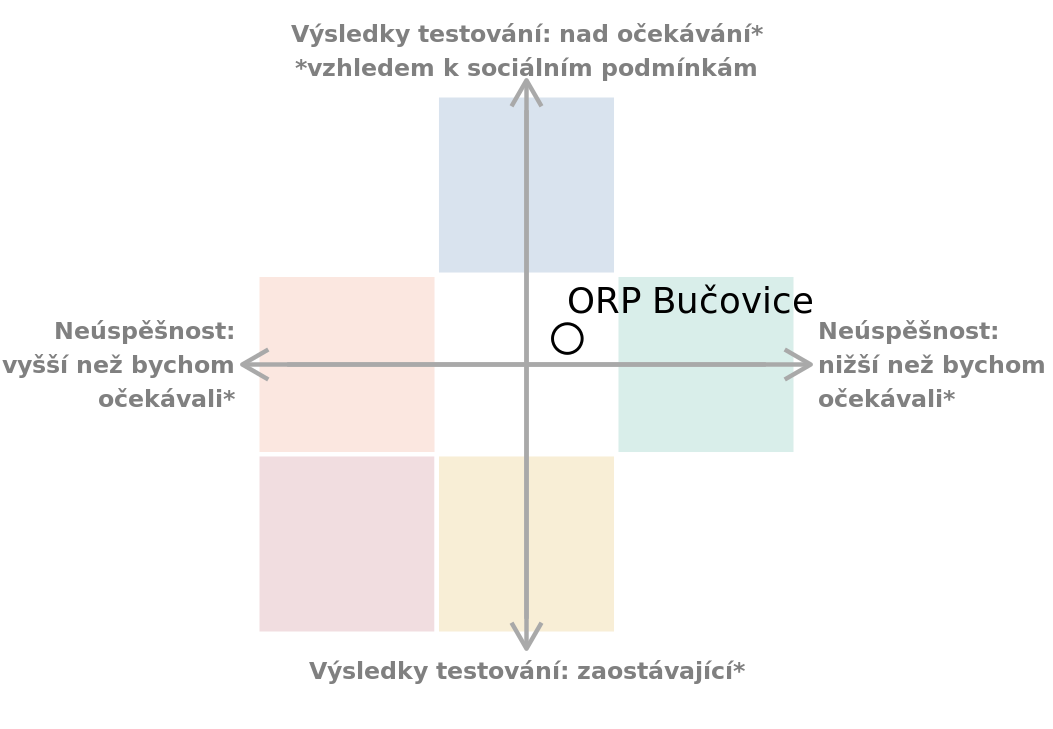 Výsledky testování: nad očekávání*
*vzhledem k sociálním podmínkám
ORP Bučovice
Neúspěšnost:
vyšší než bychom
očekávali*
Neúspěšnost:
nižší než bychom
očekávali*
Výsledky testování: zaostávající*